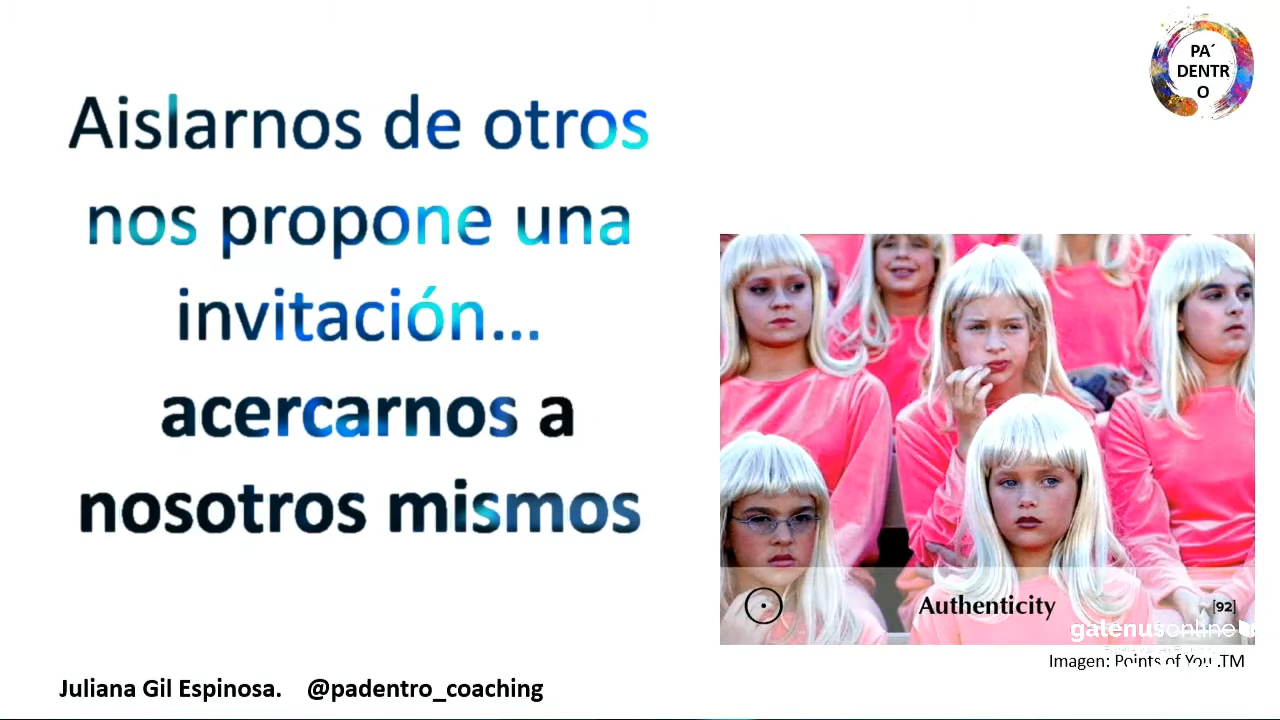 PA´
DENTR
O
Aislarnos de otros
nos propone una
invitación...
acercarnos a
nosotros mismos
Authenticity
[92]
galenusonline
Imagen: Points of You .TM
Juliana Gil Espinosa. @padentro_coaching